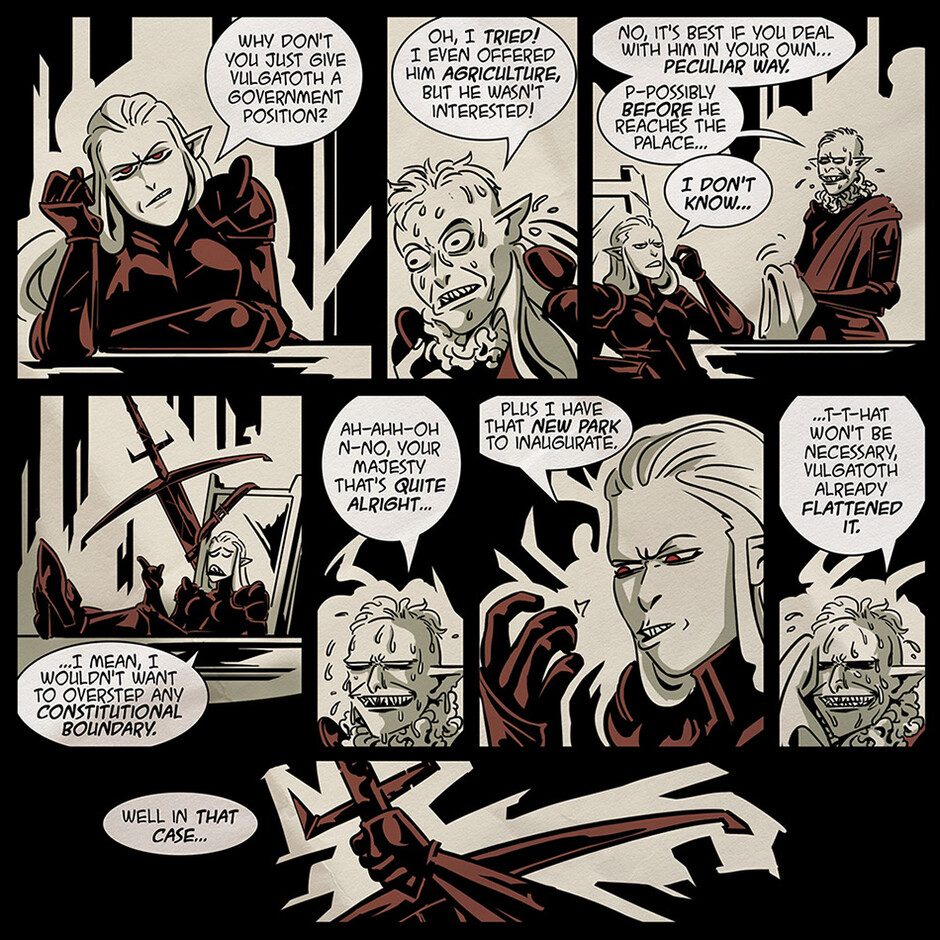 WHY DON'T
YOU JUST GIVE
VULGATOTH A
GOVERNMENT
POSITION?
OH, I TRIED!
I EVEN OFFERED
HIM AGRICULTURE,
BUT HE WASN'T
INTERESTED!
NO, IT'S BEST IF YOU DEAL
WITH HIM IN YOUR OWN...
PECULIAR WAY.
P-POSSIBLY
BEFORE HE
REACHES THE
PALACE...
I DON'T
KNOW...
...I MEAN, I
WOULDN'T WANT
TO OVERSTEP ANY
CONSTITUTIONAL
BOUNDARY.
AH-AHH-OH
N-NO, YOUR
MAJESTY
THAT'S QUITE
ALRIGHT...
PLUS I HAVE
THAT NEW PARK
TO INAUGURATE.
...T-T-HAT
WON'T BE
NECESSARY,
VULGATOTH
ALREADY
FLATTENED
IT.
WELL IN THAT
CASE...